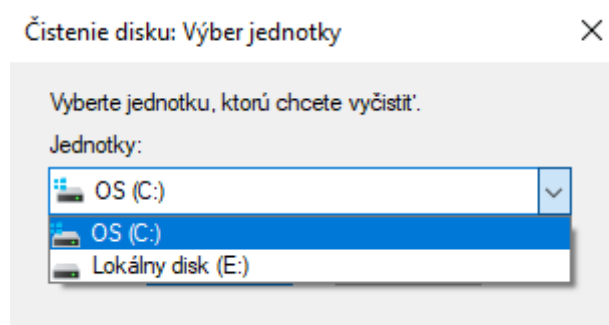 Čistenie disku: Výber jednotky
Vyberte jednotku, ktorú chcete vyčistiť.
Jednotky:
OS (C:)
OS (C:)
Lokálny disk (E:)